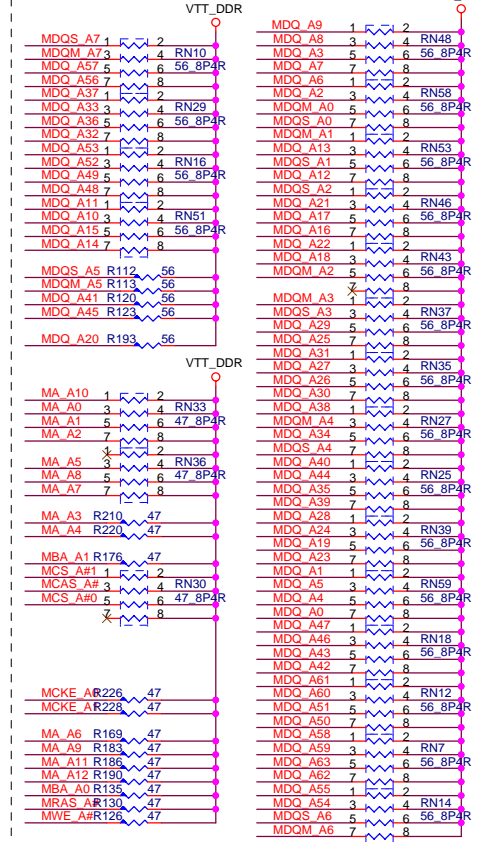 VTT_DDR
MDQS_A7 1 2
MDQM_A7 3 4 RN10
MDQ_A57 5 6 56_8P4R
MDQ_A56 7 8
MDQ_A37 1 2
MDQ_A33 3 4 RN29
MDQ_A36 5 6 56_8P4R
MDQ_A32 7 8
MDQ_A53 1 2
MDQ_A52 3 4 RN16
MDQ_A49 5 6 56_8P4R
MDQ_A48 7 8
MDQ_A11 1 2
MDQ_A10 3 4 RN51
MDQ_A15 5 6 56_8P4R
MDQ_A14 7 8
MDQS_A5 R112 56
MDQM_A5 R113 56
MDQ_A41 R120 56
MDQ_A45 R123 56
MDQ_A20 R193 56
VTT_DDR
MA_A10 1 2
MA_A0 3 4 RN33
MA_A1 5 6 47_8P4R
MA_A2 7 8
1 2
MA_A5 3 4 RN36
MA_A8 5 6 47_8P4R
MA_A7 7 8
MA_A3 R210 47
MA_A4 R220 47
MBA_A1 R176 47
MCS_A#1 1 2
MCAS_A# 3 4 RN30
MCS_A#0 5 6 47_8P4R
7 8
MCKE_A0 R226 47
MCKE_A1 R228 47
MA_A6 R169 47
MA_A9 R183 47
MA_A11 R186 47
MA_A12 R190 47
MBA_A0 R135 47
MRAS_A# R130 47
MWE_A# R126 47
MDQ_A9 1 2
MDQ_A8 3 4 RN48
MDQ_A3 5 6 56_8P4R
MDQ_A7 7 8
MDQ_A6 1 2
MDQ_A2 3 4 RN58
MDQM_A0 5 6 56_8P4R
MDQS_A0 7 8
MDQM_A1 1 2
MDQ_A13 3 4 RN53
MDQS_A1 5 6 56_8P4R
MDQ_A12 7 8
MDQS_A2 1 2
MDQ_A21 3 4 RN46
MDQ_A17 5 6 56_8P4R
MDQ_A16 7 8
MDQ_A22 1 2
MDQ_A18 3 4 RN43
MDQM_A2 5 6 56_8P4R
7 8
MDQM_A3 1 2
MDQS_A3 3 4 RN37
MDQ_A29 5 6 56_8P4R
MDQ_A25 7 8
MDQ_A31 1 2
MDQ_A27 3 4 RN35
MDQ_A26 5 6 56_8P4R
MDQ_A30 7 8
MDQ_A38 1 2
MDQM_A4 3 4 RN27
MDQ_A34 5 6 56_8P4R
MDQS_A4 7 8
MDQ_A40 1 2
MDQ_A44 3 4 RN25
MDQ_A35 5 6 56_8P4R
MDQ_A39 7 8
MDQ_A28 1 2
MDQ_A24 3 4 RN39
MDQ_A19 5 6 56_8P4R
MDQ_A23 7 8
MDQ_A1 1 2
MDQ_A5 3 4 RN59
MDQ_A4 5 6 56_8P4R
MDQ_A0 7 8
MDQ_A47 1 2
MDQ_A46 3 4 RN18
MDQ_A43 5 6 56_8P4R
MDQ_A42 7 8
MDQ_A61 1 2
MDQ_A60 3 4 RN12
MDQ_A51 5 6 56_8P4R
MDQ_A50 7 8
MDQ_A58 1 2
MDQ_A59 3 4 RN7
MDQ_A63 5 6 56_8P4R
MDQ_A62 7 8
MDQ_A55 1 2
MDQ_A54 3 4 RN14
MDQS_A6 5 6 56_8P4R
MDQM_A6 7 8